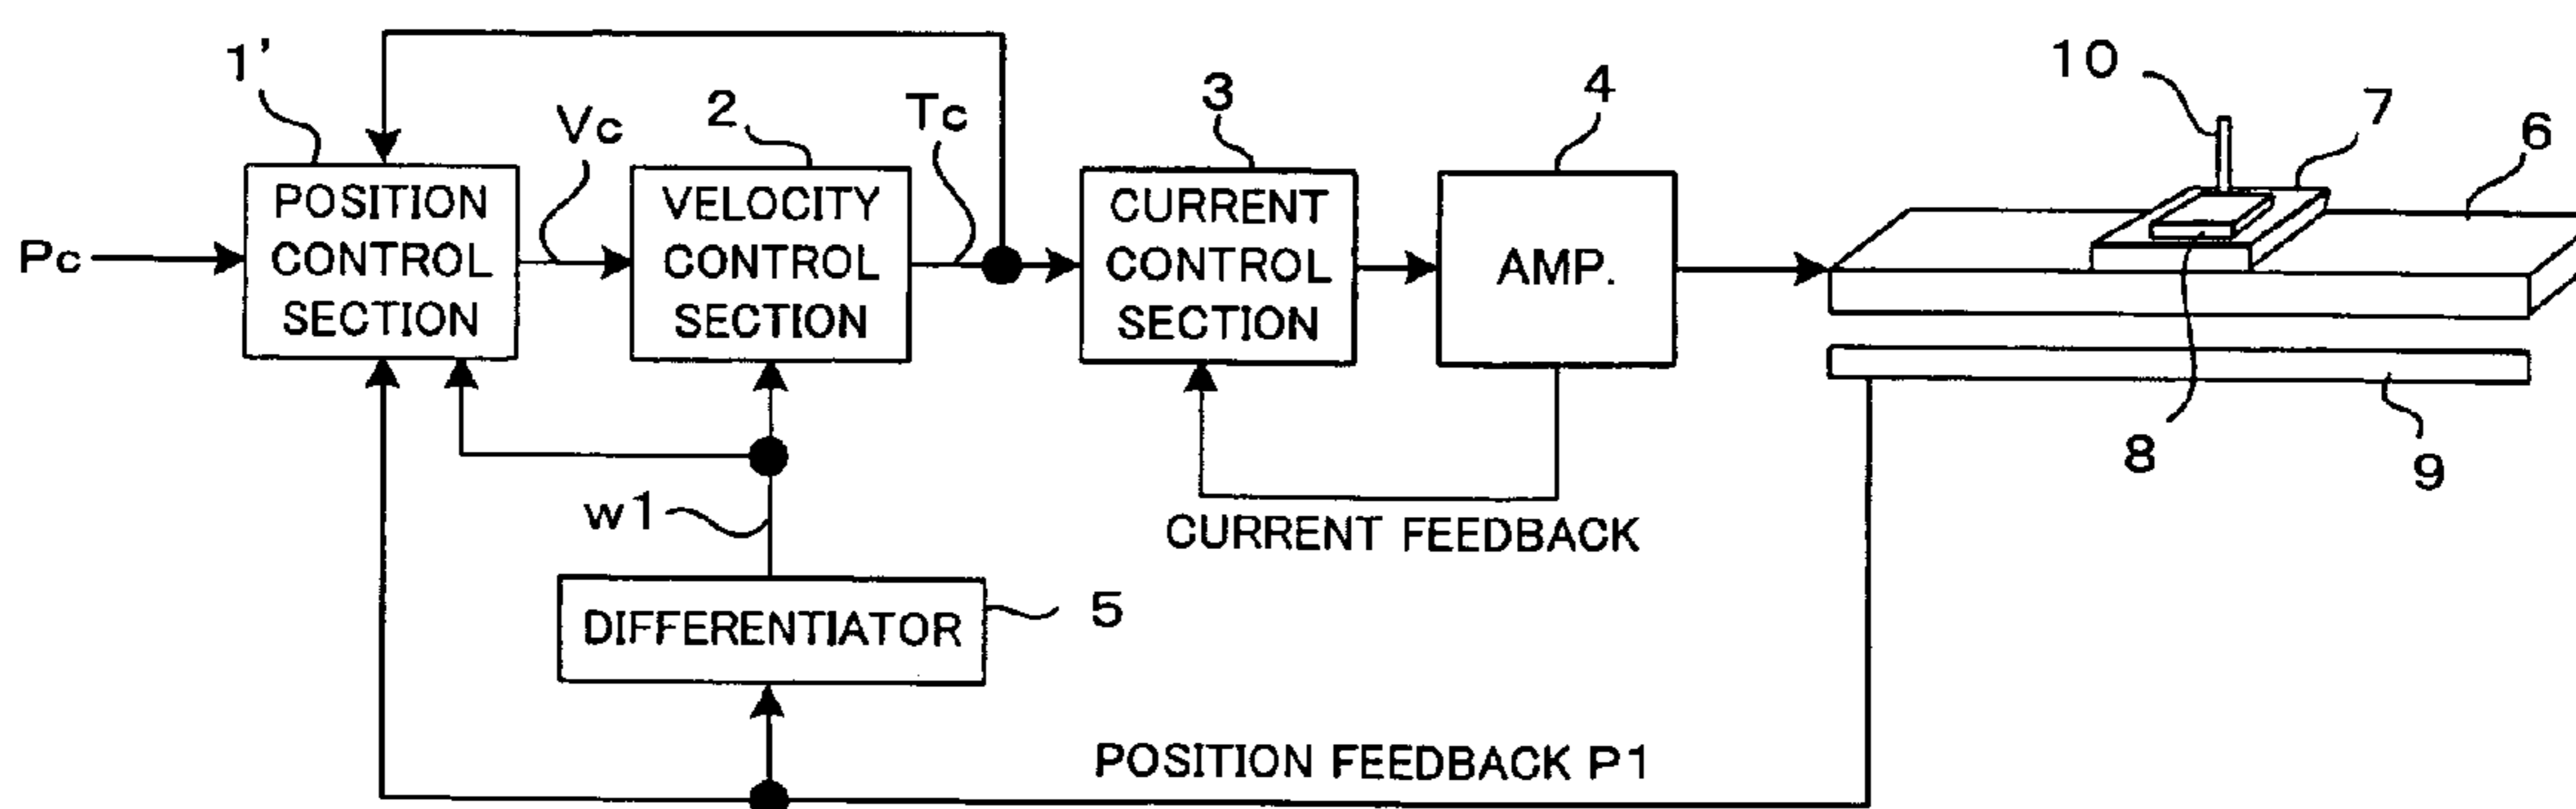 1'
Vc
2
Tc
3
4
10
7
6
Pc
POSITION
CONTROL
SECTION
VELOCITY
CONTROL
SECTION
CURRENT
CONTROL
SECTION
AMP.
8
9
w1
CURRENT FEEDBACK
DIFFERENTIATOR
5
POSITION FEEDBACK P1